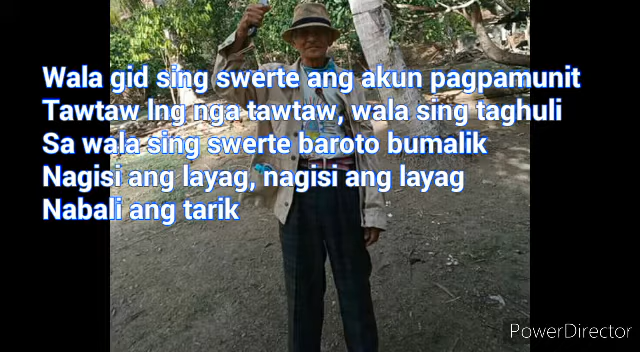 Wala gid sing swerte ang akun pagpamunit
Tawtaw lng nga tawtaw, wala sing taghuli
Sa wala sing swerte baroto bumalik
Nagisi ang layag, nagisi ang layag
Nabali ang tarik
PowerDirector